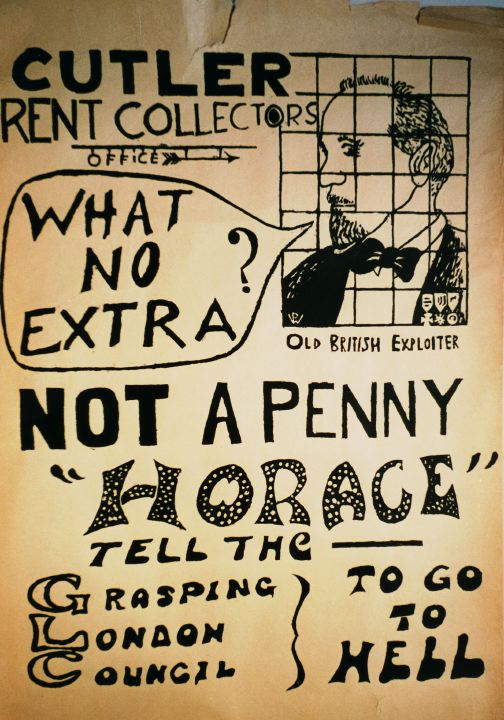 CUTLER
RENT COLLECTORS
OFFICE
WHAT
NO
EXTRA ?
OLD BRITISH EXPLOITER
NOT A PENNY
"HORACE"
TELL THE
GRASPING
LONDON
COUNCIL
TO GO
TO
HELL